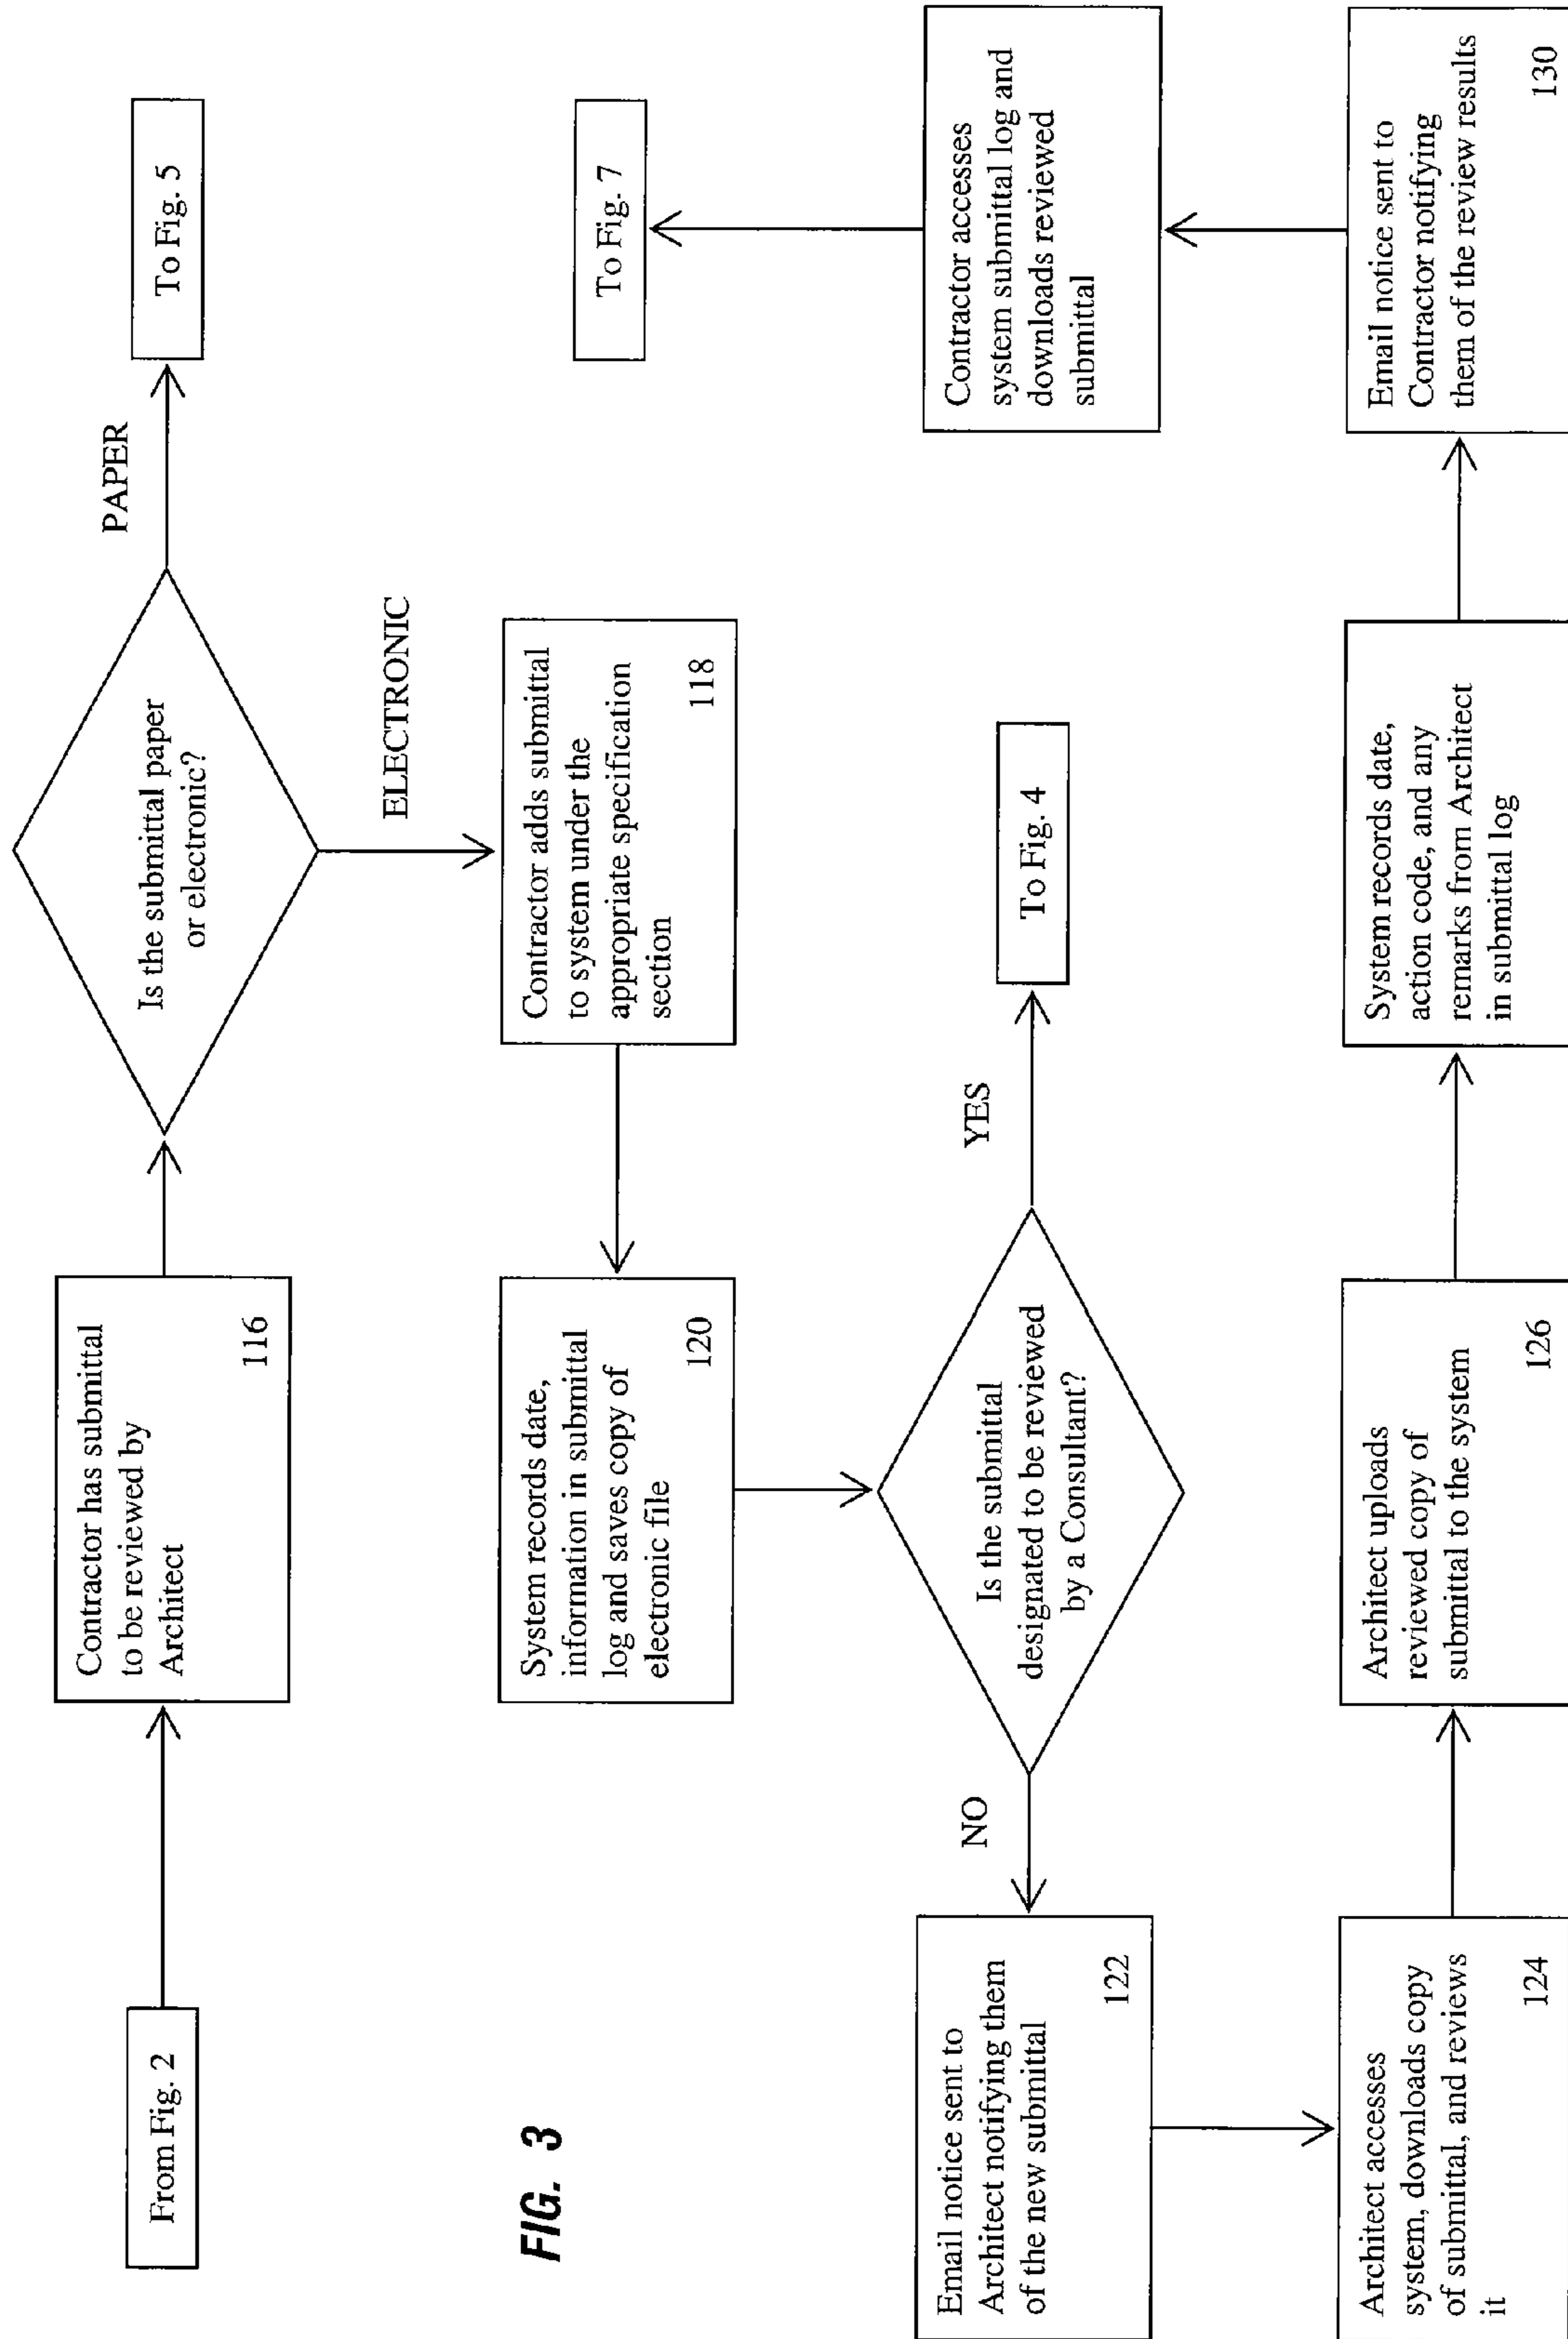 From Fig. 2
Contractor has submittal
to be reviewed by
Architect
116
Is the submittal paper
or electronic?
PAPER
To Fig. 5
ELECTRONIC
Contractor adds submittal
to system under the
appropriate specification
section
118
System records date,
information in submittal
log and saves copy of
electronic file
120
Is the submittal
designated to be reviewed
by a Consultant?
YES
To Fig. 4
NO
Email notice sent to
Architect notifying them
of the new submittal
122
Architect accesses
system, downloads copy
of submittal, and reviews
it
124
Architect uploads
reviewed copy of
submittal to the system
126
System records date,
action code, and any
remarks from Architect
in submittal log
Email notice sent to
Contractor notifying
them of the review results
130
Contractor accesses
system submittal log and
downloads reviewed
submittal
To Fig. 7
FIG. 3